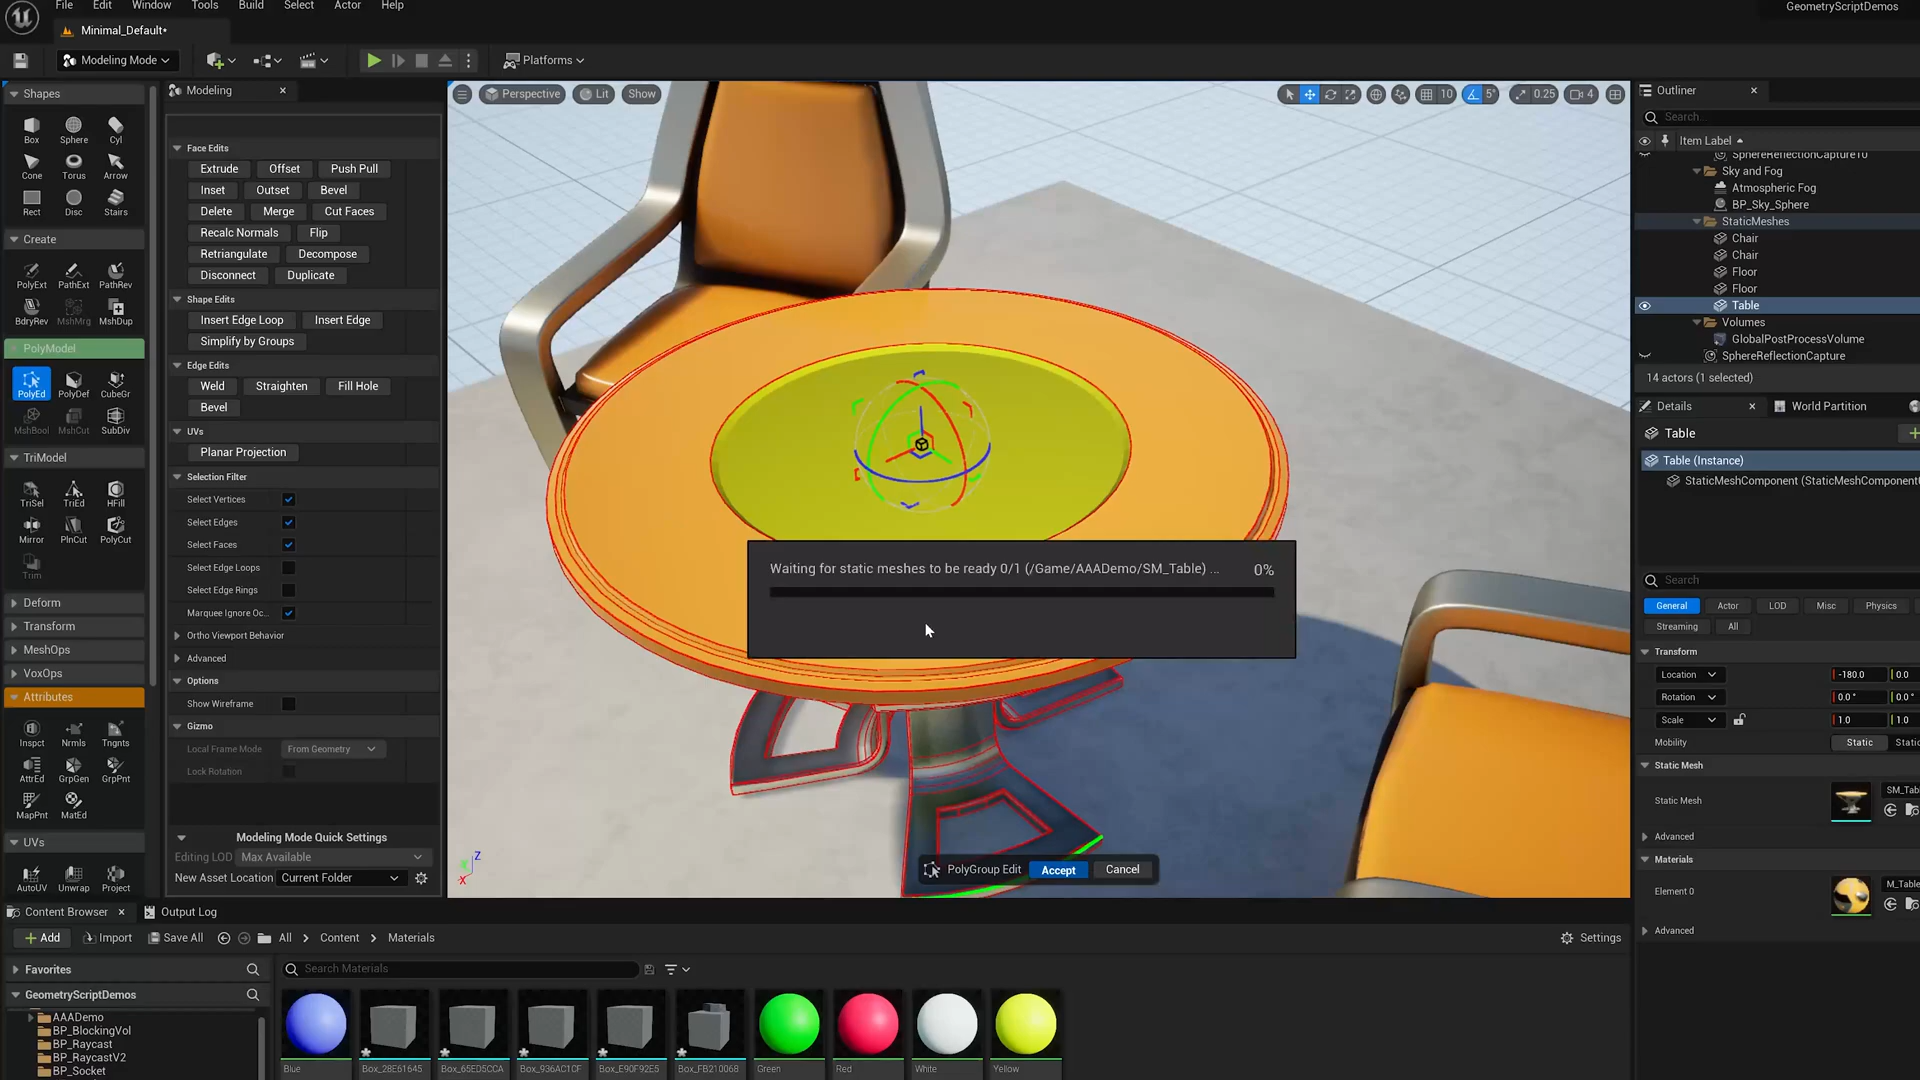 File Edit Window Tools Build Select Actor Help
GeometryScriptDemos
Minimal_Default*
Modeling Mode
Platforms
Shapes
Box Sphere Cyl
Cone Torus Arrow
Rect Disc Stairs
Create
PolyExt PathExt PathRev
BdryRev MshMrg MshDup
PolyModel
PolyEd PolyDef CubeGr
MshBool MshCut SubDiv
TriModel
TriSel TriEd HFill
Mirror PlnCut PolyCut
Trim
Deform
Transform
MeshOps
VoxOps
Attributes
Inspct Nrmls Tngnts
AttrEd GrpGen GrpPnt
MapPnt MatEd
UVs
AutoUV Unwrap Project
Modeling
Face Edits
Extrude Offset Push Pull
Inset Outset Bevel
Delete Merge Cut Faces
Recalc Normals Flip
Retriangulate Decompose
Disconnect Duplicate
Shape Edits
Insert Edge Loop Insert Edge
Simplify by Groups
Edge Edits
Weld Straighten Fill Hole
Bevel
UVs
Planar Projection
Selection Filter
Select Vertices
Select Edges
Select Faces
Select Edge Loops
Select Edge Rings
Marquee Ignore Oc...
Ortho Viewport Behavior
Advanced
Options
Show Wireframe
Gizmo
Local Frame Mode From Geometry
Lock Rotation
Modeling Mode Quick Settings
Editing LOD Max Available
New Asset Location Current Folder
Perspective Lit Show
10 5° 0.25 4
Waiting for static meshes to be ready 0/1 (/Game/AAADemo/SM_Table) ... 0%
Z
X
PolyGroup Edit Accept Cancel
Outliner
Search...
Item Label
SphereReflectionCapture10
Sky and Fog
Atmospheric Fog
BP_Sky_Sphere
StaticMeshes
Chair
Chair
Floor
Floor
Table
Volumes
GlobalPostProcessVolume
SphereReflectionCapture
14 actors (1 selected)
Details World Partition
Table
Table (Instance)
StaticMeshComponent (StaticMeshComponent
Search
General Actor LOD Misc Physics
Streaming All
Transform
Location -180.0 0.0
Rotation 0.0° 0.0°
Scale 1.0 1.0
Mobility Static Static
Static Mesh
Static Mesh SM_Tabl
Advanced
Materials
Element 0 M_Table
Advanced
Content Browser Output Log
Add Import Save All All Content Materials Settings
Favorites
Search Materials
GeometryScriptDemos
AAADemo
BP_BlockingVol
BP_Raycast
BP_RaycastV2
BP_Socket
Blue Box_28E61645 Box_65ED5CCA Box_936AC1CF Box_E90F92E5 Box_FB210068 Green Red White Yellow